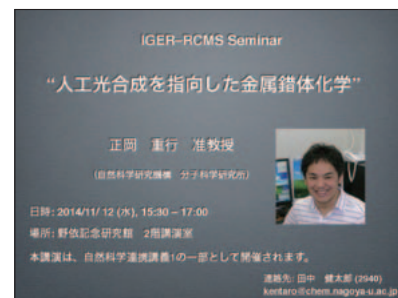 IGER-RCMS Seminar
“人工光合成を指向した金属錯体化学”
正岡 重行 准教授
(自然科学研究機構 分子科学研究所)
日時: 2014/11/ 12 (水), 15:30 – 17:00
場所: 野依記念研究館 2階講演室
本講演は、自然科学連携講義1の一部として開催されます。
連絡先: 田中 健太郎 (2940)
kentaro@chem.nagoya-u.ac.jp